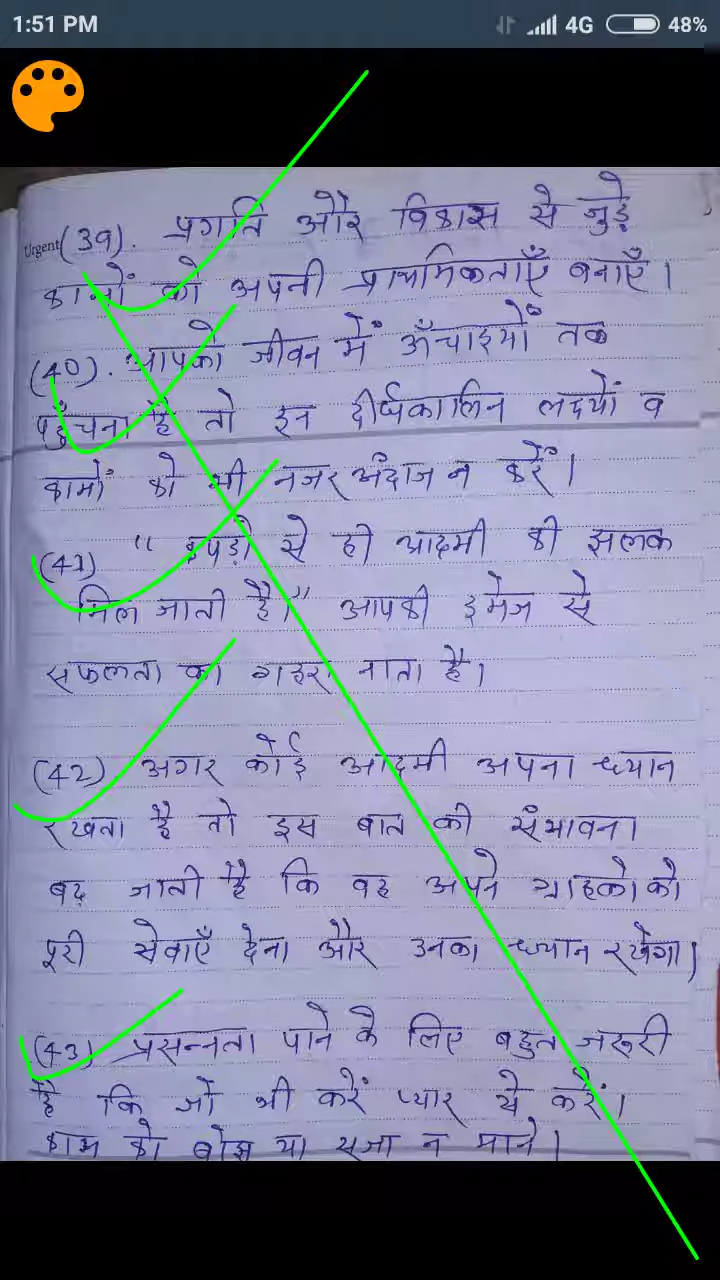 1:51 PM 4G 48%
Urgent (39). प्रगति और विकास से जुड़े
कामों को अपनी प्राथमिकताएँ बनाएँ।
(40). आपको जीवन में ऊँचाइयों तक
पहुँचना है तो इन दीर्घकालिन लक्ष्यों व
कामों को भी नजर अंदाज न करें।
(41) "कपड़ो से ही आदमी की झलक
मिल जाती है।" आपकी इमेज से
सफलता का गहरा नाता है।
(42) अगर कोई आदमी अपना ध्यान
रखता है तो इस बात की संभावना
बढ़ जाती है कि वह अपने ग्राहको को
पूरी सेवाएँ देना और उनका ध्यान रखेगा।
(43) प्रसन्नता पाने के लिए बहुत जरूरी
है कि जो भी करें प्यार से करें।
काम को बोझ या सजा न माने।